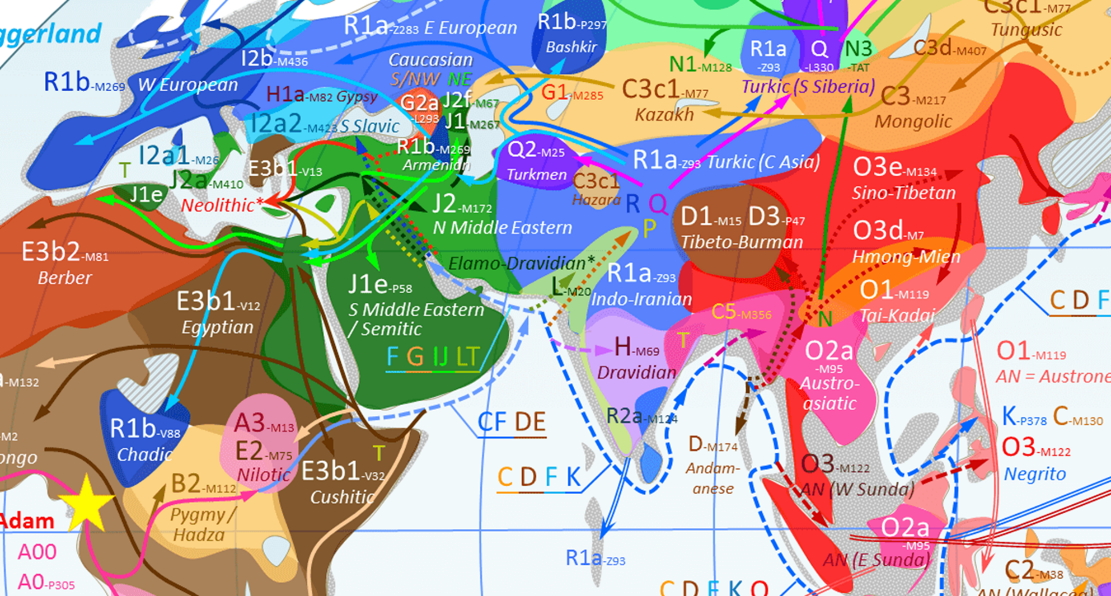 ggerland
R1a-Z283 E European
R1b-P297
Bashkir
C3c1-M77
Tungusic
R1b-M269
W European
I2b-M436
Caucasian
S/NW NE
N1-M128
R1a
-Z93
Q
-L330
N3
-TAT
Turkic (S Siberia)
C3d-M407
H1a-M82 Gypsy
G2a
-L293
J2f-M67
J1-M267
G1-M285
C3c1-M77
Kazakh
C3-M217
Mongolic
I2a2-M423 S Slavic
R1b-M269
Armenian
Q2-M25
Turkmen
R1a-Z93 Turkic (C Asia)
T
I2a1-M26
J2a-M410
E3b1-V13
J1e
Neolithic*
C3c1
Hazara
R Q
O3e-M134
Sino-Tibetan
J2-M172
N Middle Eastern
P
D1-M15 D3-P47
Tibeto-Burman
O3d-M7
Hmong-Mien
E3b2-M81
Berber
Elamo-Dravidian*
L-M20
R1a-Z93
Indo-Iranian
O1-M119
Tai-Kadai
C D F
E3b1-V12
Egyptian
J1e-P58
S Middle Eastern
/ Semitic
C5-M356
N
F G IJ LT
H-M69
Dravidian
T
O2a
-M95
Austro-
asiatic
O1-M119
AN = Austrone
a-M132
R2a-M124
R1b-V88
Chadic
A3-M13
E2-M75
Nilotic
CF DE
D-M174
Andam-
anese
K-P378 C-M130
O3-M122
Negrito
-M2
ongo
T
E3b1-V32
Cushitic
C D F K
O3-M122
AN (W Sunda)
B2-M112
Pygmy/
Hadza
Adam
A00
A0-P305
R1a-Z93
O2a
-M95
AN (E Sunda)
C2-M38
AN (Wallacea)
C D F K O